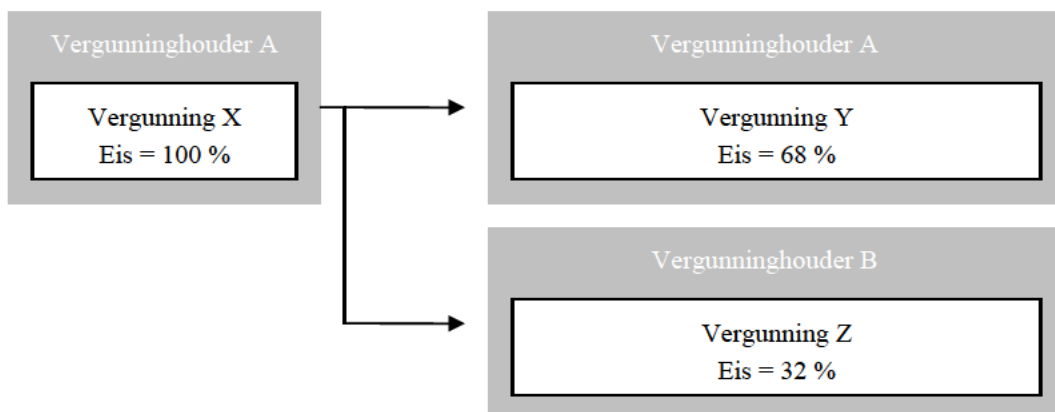 Vergunninghouder A
Vergunning X
Eis = 100 %
Vergunninghouder A
Vergunning Y
Eis = 68 %
Vergunninghouder B
Vergunning Z
Eis = 32 %